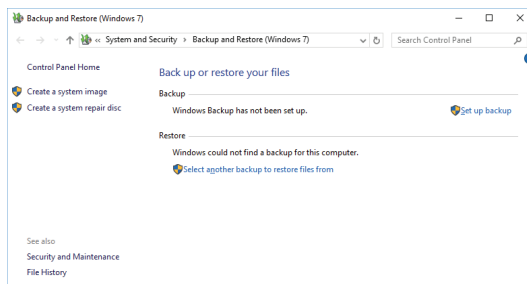 Backup and Restore (Windows 7)
« System and Security › Backup and Restore (Windows 7)
Search Control Panel
Control Panel Home
Create a system image
Create a system repair disc
Back up or restore your files
Backup
Windows Backup has not been set up.
Set up backup
Restore
Windows could not find a backup for this computer.
Select another backup to restore files from
See also
Security and Maintenance
File History